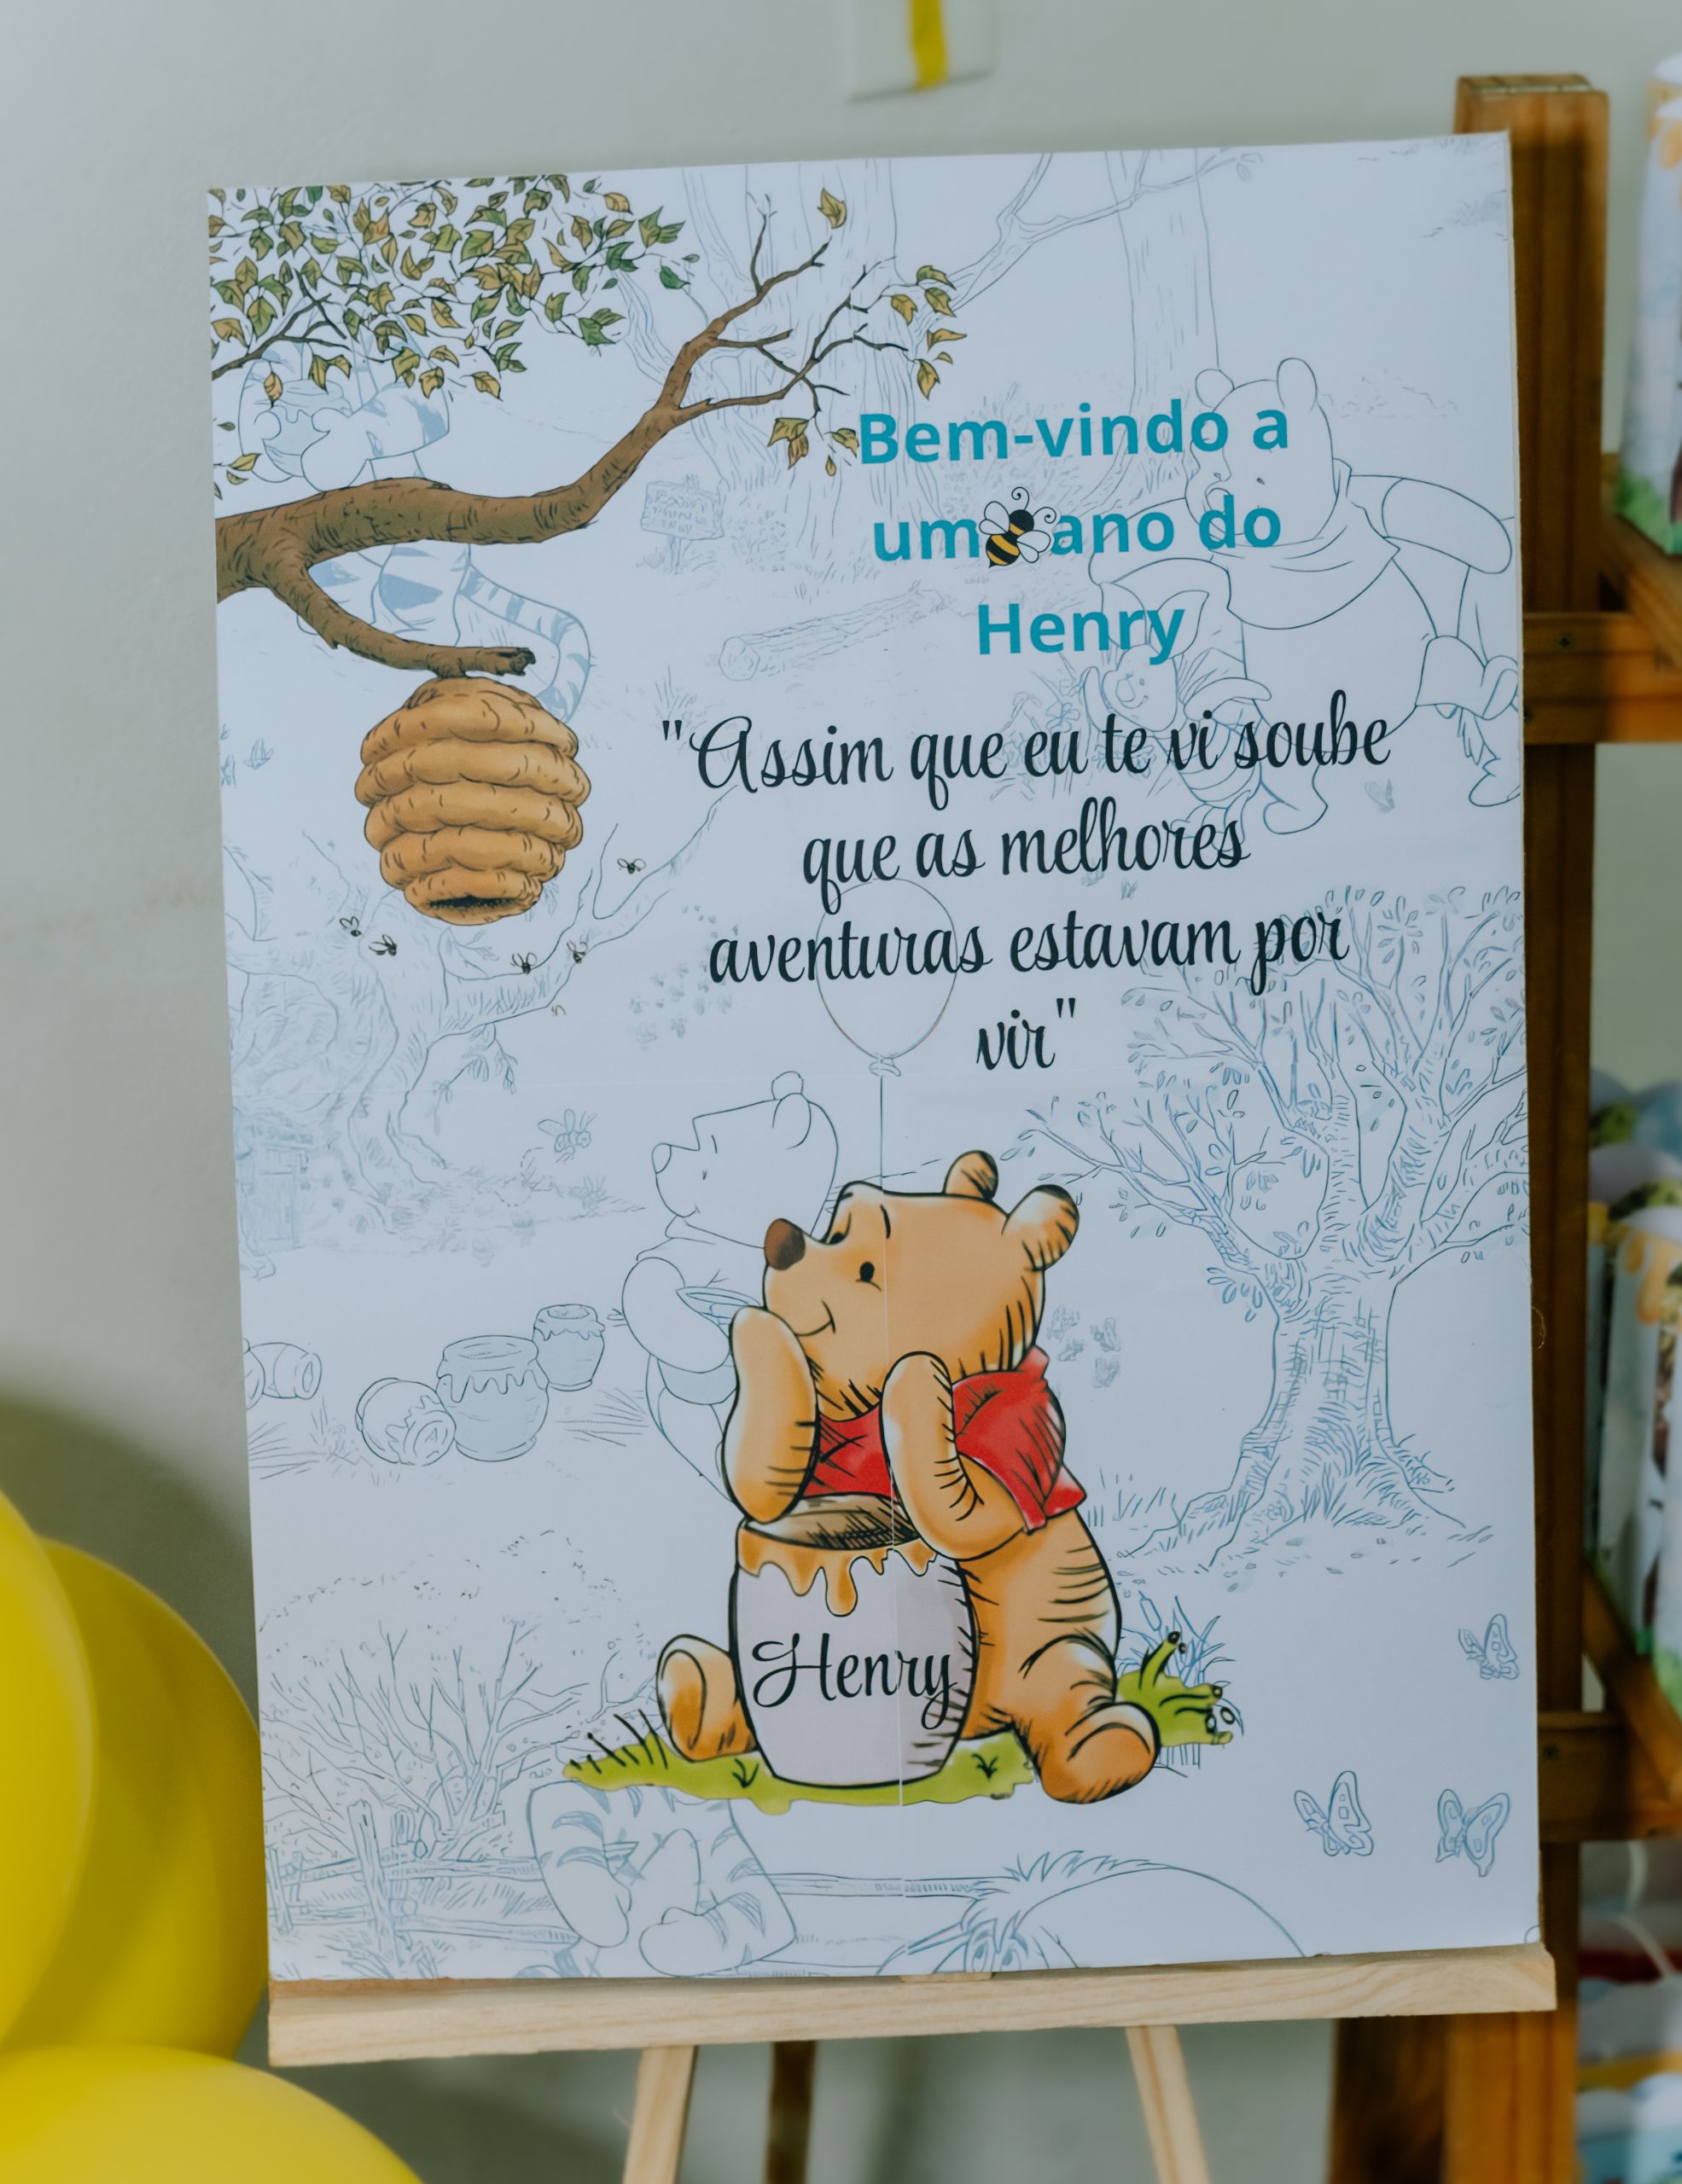 Bem-vindo a
um ano do
Henry
"Assim que eu te vi soube
que as melhores
aventuras estavam por
vir"
Henry